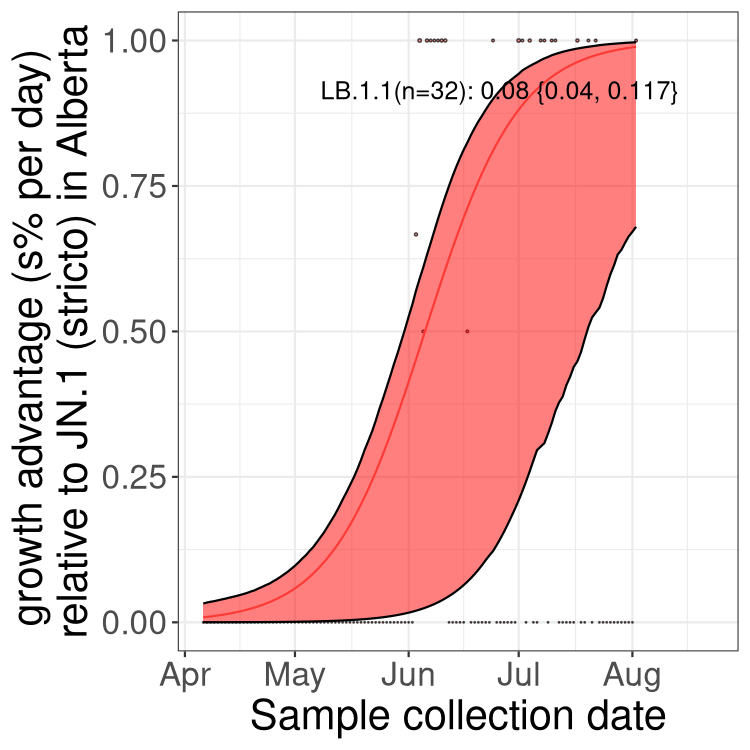 growth advantage (s% per day)
relative to JN.1 (stricto) in Alberta
1.00
0.75
0.50
0.25
0.00
LB.1.1(n=32): 0.08 {0.04, 0.117}
Apr May Jun Jul Aug
Sample collection date